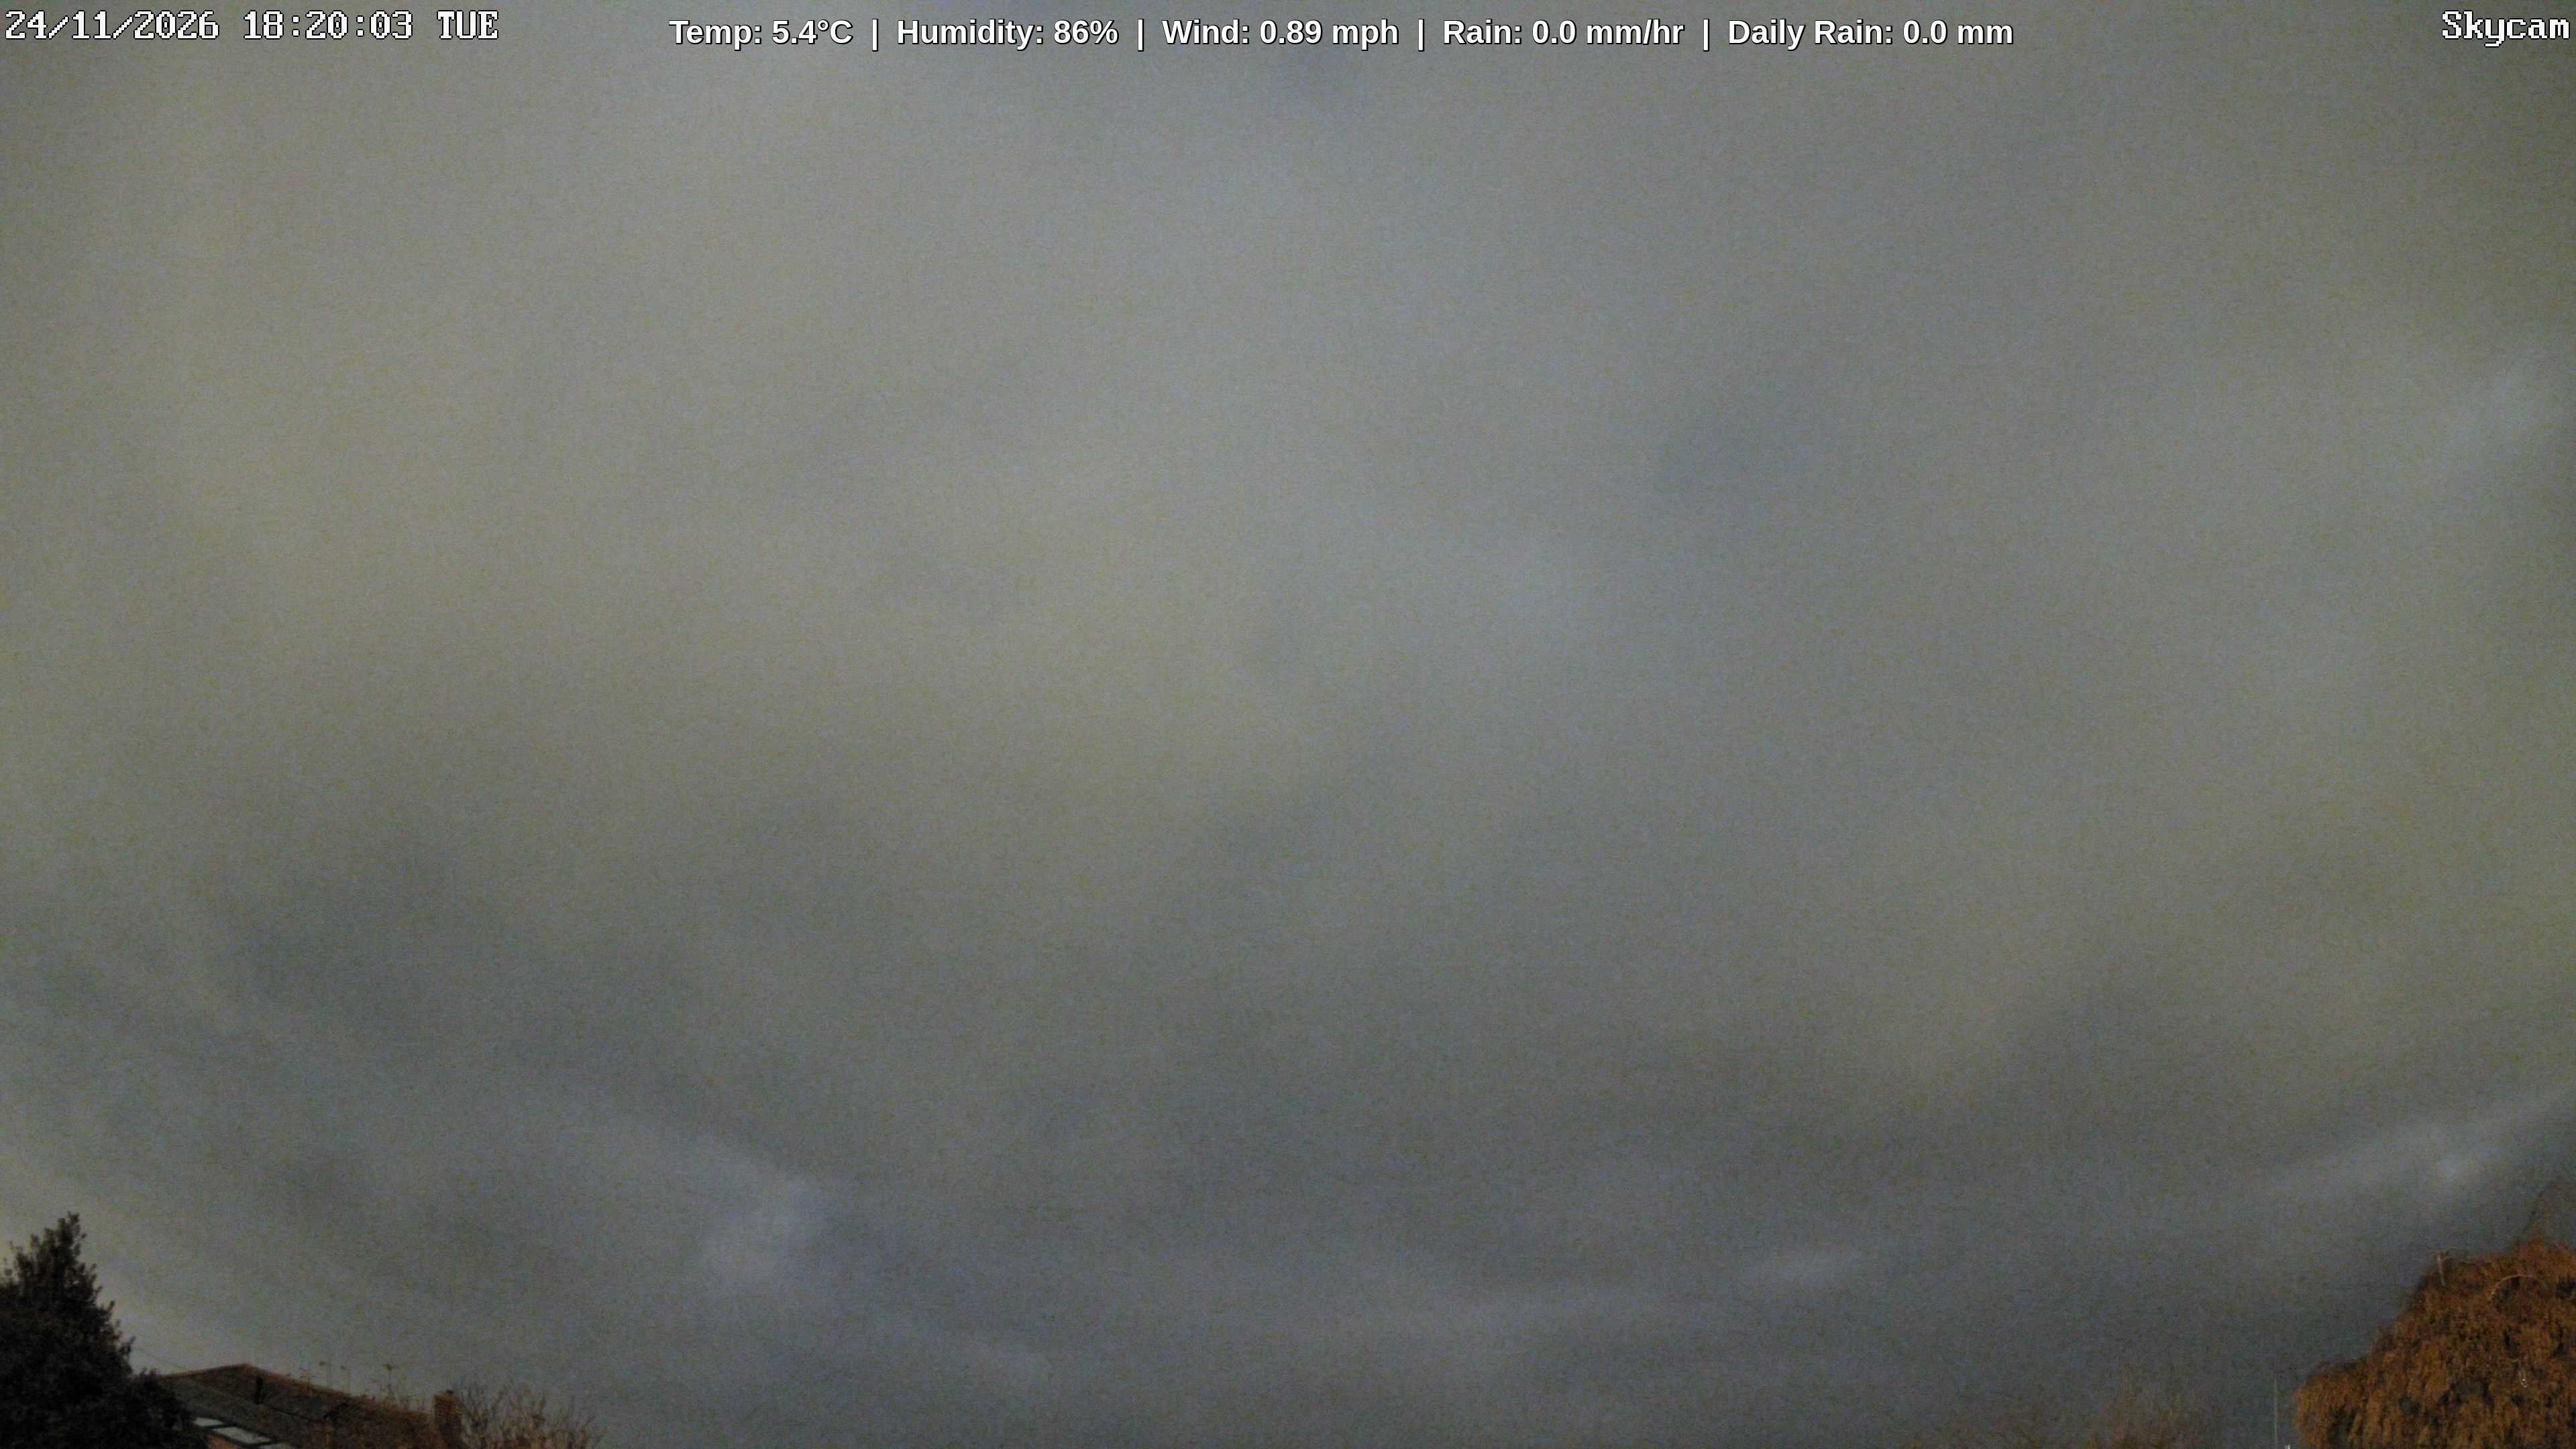 24/11/2026 18:20:03 TUE
Temp: 5.4°C | Humidity: 86% | Wind: 0.89 mph | Rain: 0.0 mm/hr | Daily Rain: 0.0 mm
Skycam